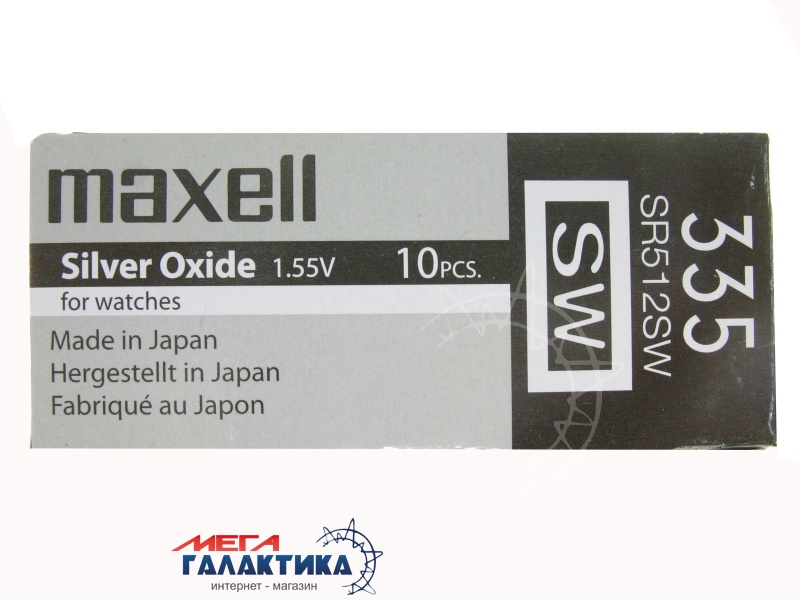 maxell
Silver Oxide 1.55V 10PCS.
for watches
Made in Japan
Hergestellt in Japan
Fabriqué au Japon
SW
SR512SW
335
МЕГА
ГАЛАКТИКА
интернет - магазин